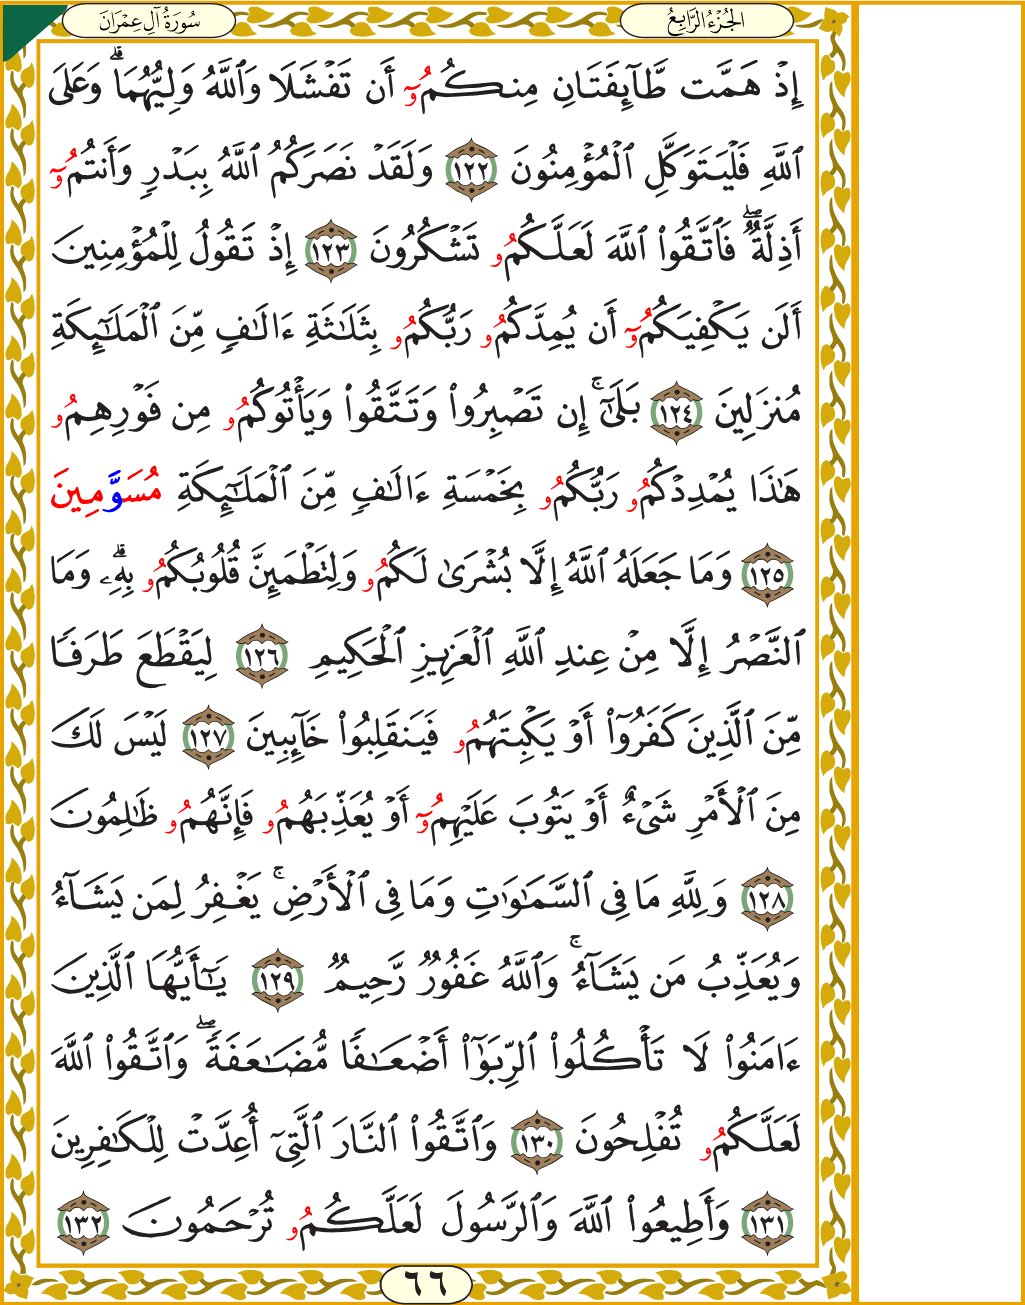 سُورَةُ آلِ عِمْرَان
الجُزْءُ الرَّابِعُ
إِذْ هَمَّت طَّآئِفَتَانِ مِنكُمُۥٓ أَن تَفْشَلَا وَٱللَّهُ وَلِيُّهُمَاۗ وَعَلَى
ٱللَّهِ فَلْيَتَوَكَّلِ ٱلْمُؤْمِنُونَ ١٢٢ وَلَقَدْ نَصَرَكُمُ ٱللَّهُ بِبَدْرٍ وَأَنتُمُۥٓ
أَذِلَّةٌۖ فَٱتَّقُوا۟ ٱللَّهَ لَعَلَّكُمُۥ تَشْكُرُونَ ١٢٣ إِذْ تَقُولُ لِلْمُؤْمِنِينَ
أَلَن يَكْفِيَكُمُۥٓ أَن يُمِدَّكُمُۥ رَبُّكُمُۥ بِثَلَٰثَةِ ءَالَٰفٍ مِّنَ ٱلْمَلَٰٓئِكَةِ
مُنزَلِينَ ١٢٤ بَلَىٰٓۚ إِن تَصْبِرُوا۟ وَتَتَّقُوا۟ وَيَأْتُوكُمُۥ مِن فَوْرِهِمُۥ
هَٰذَا يُمْدِدْكُمُۥ رَبُّكُمُۥ بِخَمْسَةِ ءَالَٰفٍ مِّنَ ٱلْمَلَٰٓئِكَةِ مُسَوَّمِينَ
١٢٥ وَمَا جَعَلَهُ ٱللَّهُ إِلَّا بُشْرَىٰ لَكُمُۥ وَلِتَطْمَئِنَّ قُلُوبُكُمُۥ بِهِۦۗ وَمَا
ٱلنَّصْرُ إِلَّا مِنْ عِندِ ٱللَّهِ ٱلْعَزِيزِ ٱلْحَكِيمِ ١٢٦ لِيَقْطَعَ طَرَفًا
مِّنَ ٱلَّذِينَ كَفَرُوٓا۟ أَوْ يَكْبِتَهُمُۥ فَيَنقَلِبُوا۟ خَآئِبِينَ ١٢٧ لَيْسَ لَكَ
مِنَ ٱلْأَمْرِ شَىْءٌ أَوْ يَتُوبَ عَلَيْهِمُۥٓ أَوْ يُعَذِّبَهُمُۥ فَإِنَّهُمُۥ ظَٰلِمُونَ
١٢٨ وَلِلَّهِ مَا فِى ٱلسَّمَٰوَٰتِ وَمَا فِى ٱلْأَرْضِۚ يَغْفِرُ لِمَن يَشَآءُ
وَيُعَذِّبُ مَن يَشَآءُۚ وَٱللَّهُ غَفُورٌ رَّحِيمٌ ١٢٩ يَٰٓأَيُّهَا ٱلَّذِينَ
ءَامَنُوا۟ لَا تَأْكُلُوا۟ ٱلرِّبَوٰٓا۟ أَضْعَٰفًا مُّضَٰعَفَةًۖ وَٱتَّقُوا۟ ٱللَّهَ
لَعَلَّكُمُۥ تُفْلِحُونَ ١٣٠ وَٱتَّقُوا۟ ٱلنَّارَ ٱلَّتِىٓ أُعِدَّتْ لِلْكَٰفِرِينَ
١٣١ وَأَطِيعُوا۟ ٱللَّهَ وَٱلرَّسُولَ لَعَلَّكُمُۥ تُرْحَمُونَ ١٣٢
٦٦